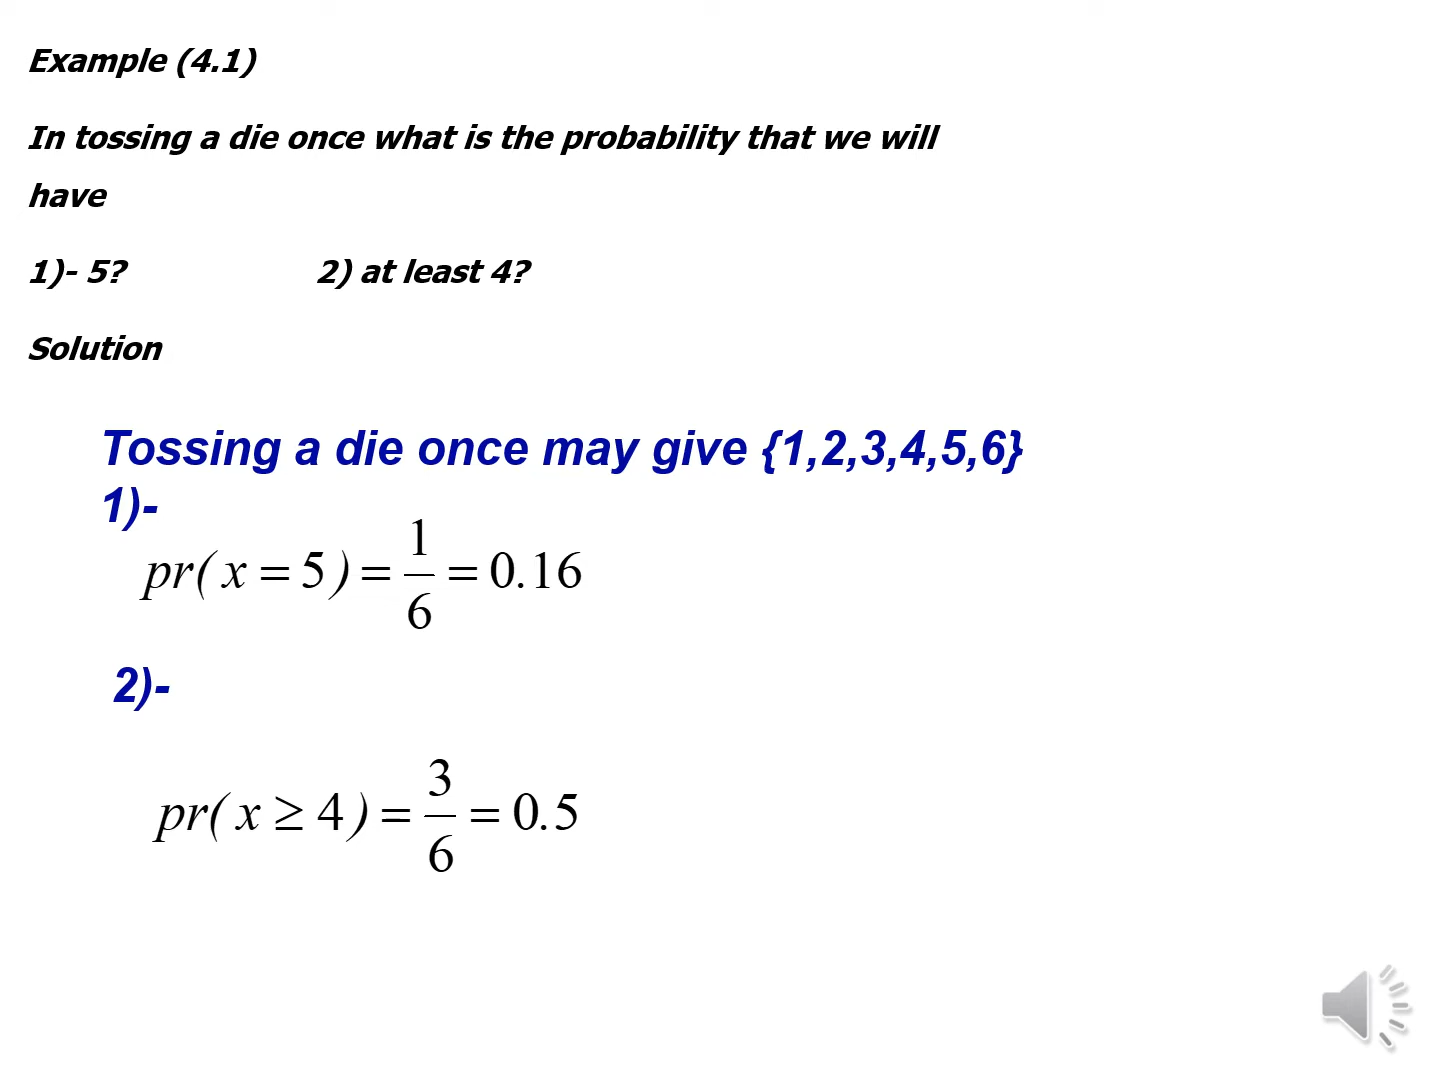 Example (4.1)
In tossing a die once what is the probability that we will
have
1)- 5? 2) at least 4?
Solution
Tossing a die once may give {1,2,3,4,5,6}
1)-
pr( x = 5 ) = 1/6 = 0.16
2)-
pr( x ≥ 4 ) = 3/6 = 0.5